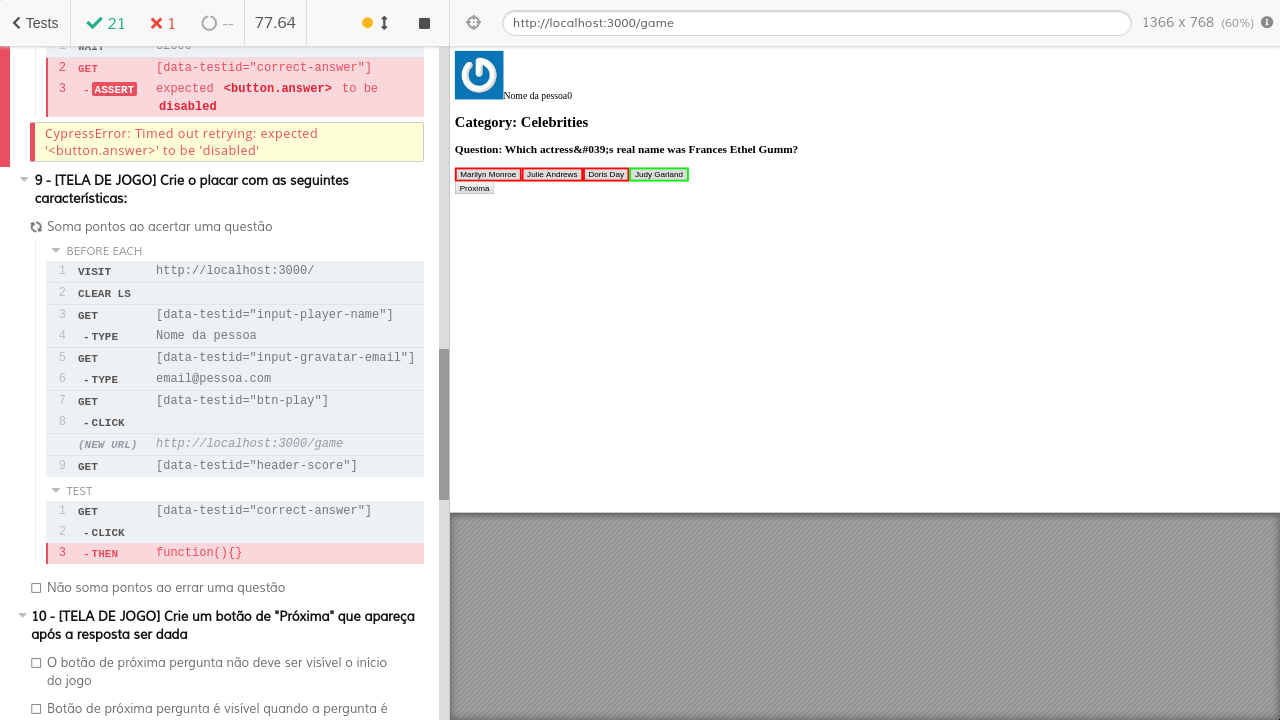 Tests 21 1 -- 77.64
http://localhost:3000/game 1366 x 768 (60%)
1 WAIT 32000
2 GET [data-testid="correct-answer"]
3 - ASSERT expected <button.answer> to be
disabled
CypressError: Timed out retrying: expected
'<button.answer>' to be 'disabled'
9 - [TELA DE JOGO] Crie o placar com as seguintes
características:
Soma pontos ao acertar uma questão
BEFORE EACH
1 VISIT http://localhost:3000/
2 CLEAR LS
3 GET [data-testid="input-player-name"]
4 - TYPE Nome da pessoa
5 GET [data-testid="input-gravatar-email"]
6 - TYPE email@pessoa.com
7 GET [data-testid="btn-play"]
8 - CLICK
(NEW URL) http://localhost:3000/game
9 GET [data-testid="header-score"]
TEST
1 GET [data-testid="correct-answer"]
2 - CLICK
3 - THEN function(){}
Não soma pontos ao errar uma questão
10 - [TELA DE JOGO] Crie um botão de "Próxima" que apareça
após a resposta ser dada
O botão de próxima pergunta não deve ser visível o início
do jogo
Botão de próxima pergunta é visível quando a pergunta é
Nome da pessoa0
Category: Celebrities
Question: Which actress&#039;s real name was Frances Ethel Gumm?
Marilyn Monroe Julie Andrews Doris Day Judy Garland
Próxima